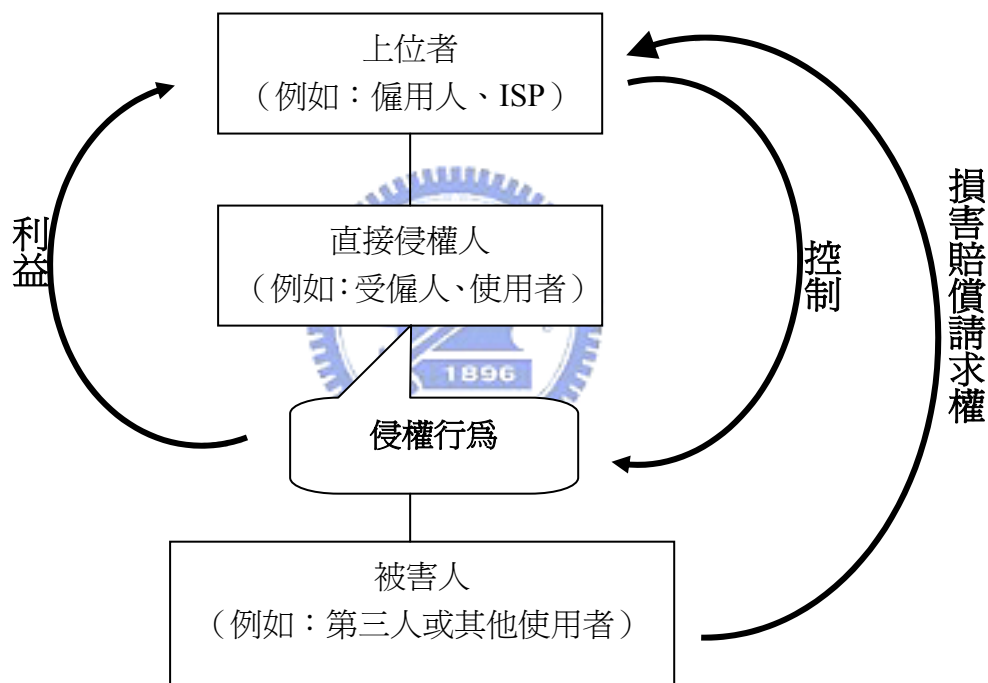 上位者
（例如：僱用人、ISP）
直接侵權人
（例如：受僱人、使用者）
利益
控制
損害賠償請求權
1896
侵權行為
被害人
（例如：第三人或其他使用者）